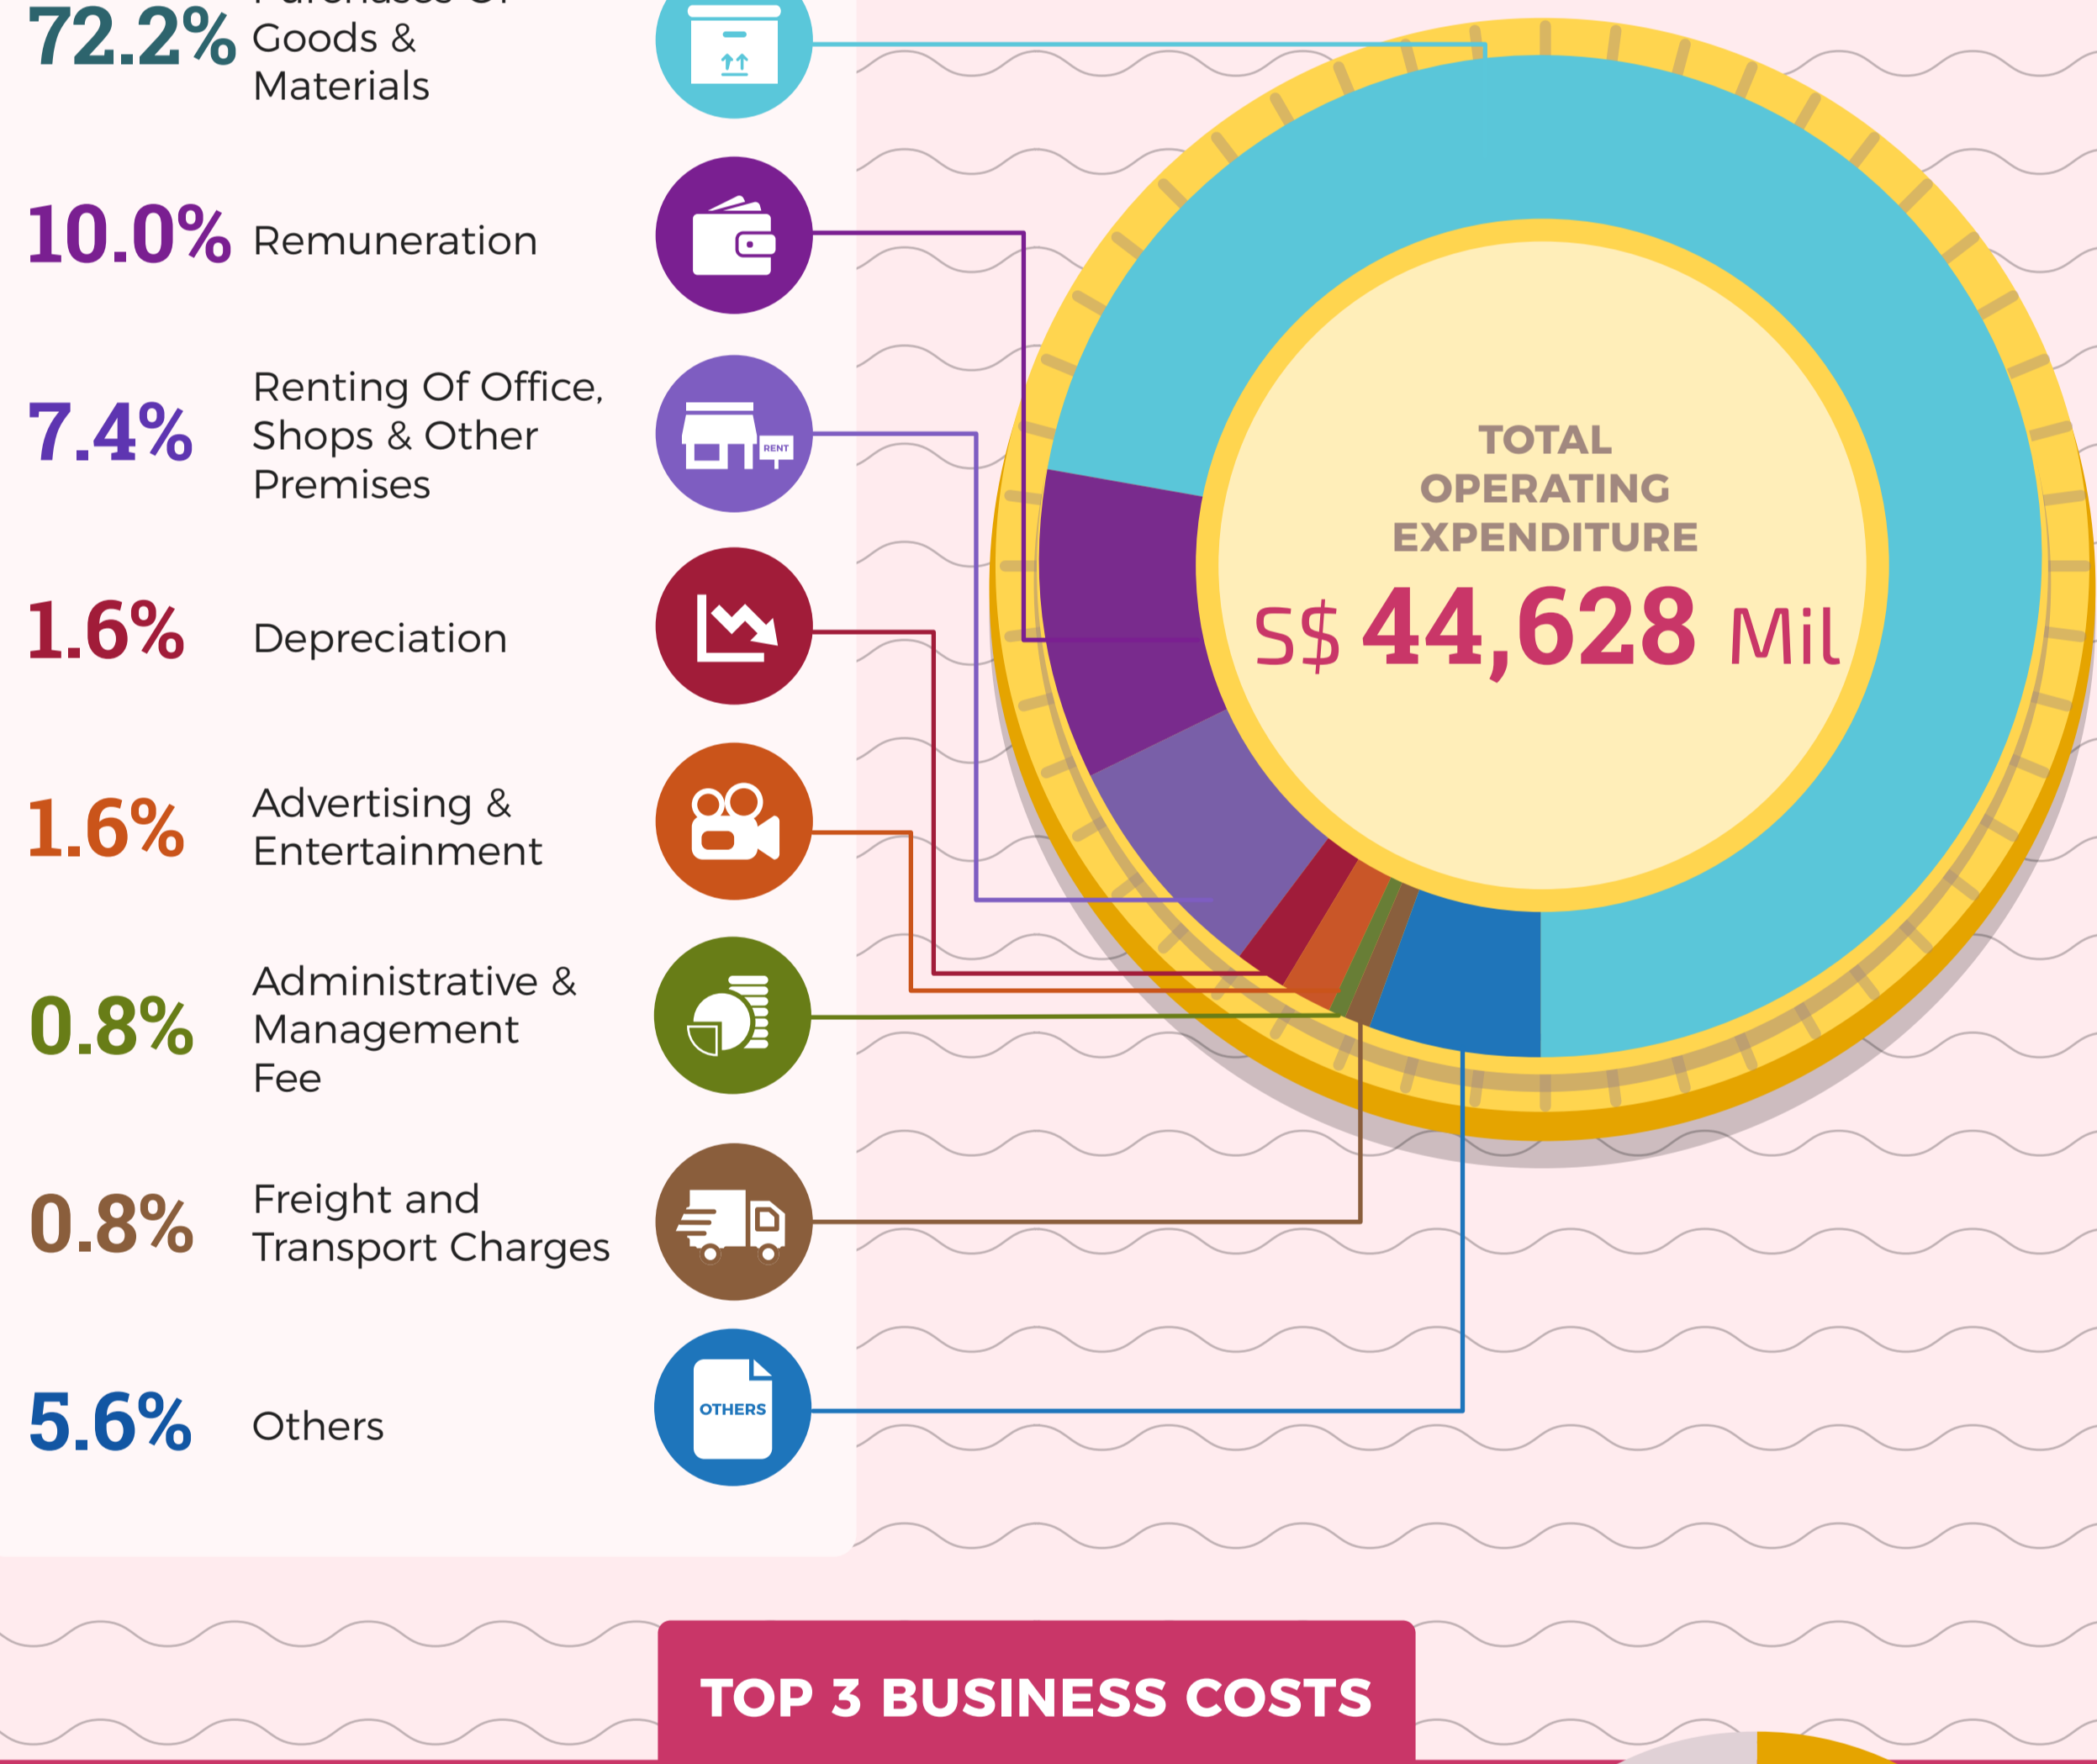 72.2%
Goods &
Materials
10.0%
Remuneration
7.4%
Renting Of Office,
Shops & Other
Premises
RENT
1.6%
Depreciation
1.6%
Advertising &
Entertainment
0.8%
Administrative &
Management
Fee
0.8%
Freight and
Transport Charges
5.6%
Others
OTHERS
TOTAL
OPERATING
EXPENDITURE
S$ 44,628 Mil
TOP 3 BUSINESS COSTS